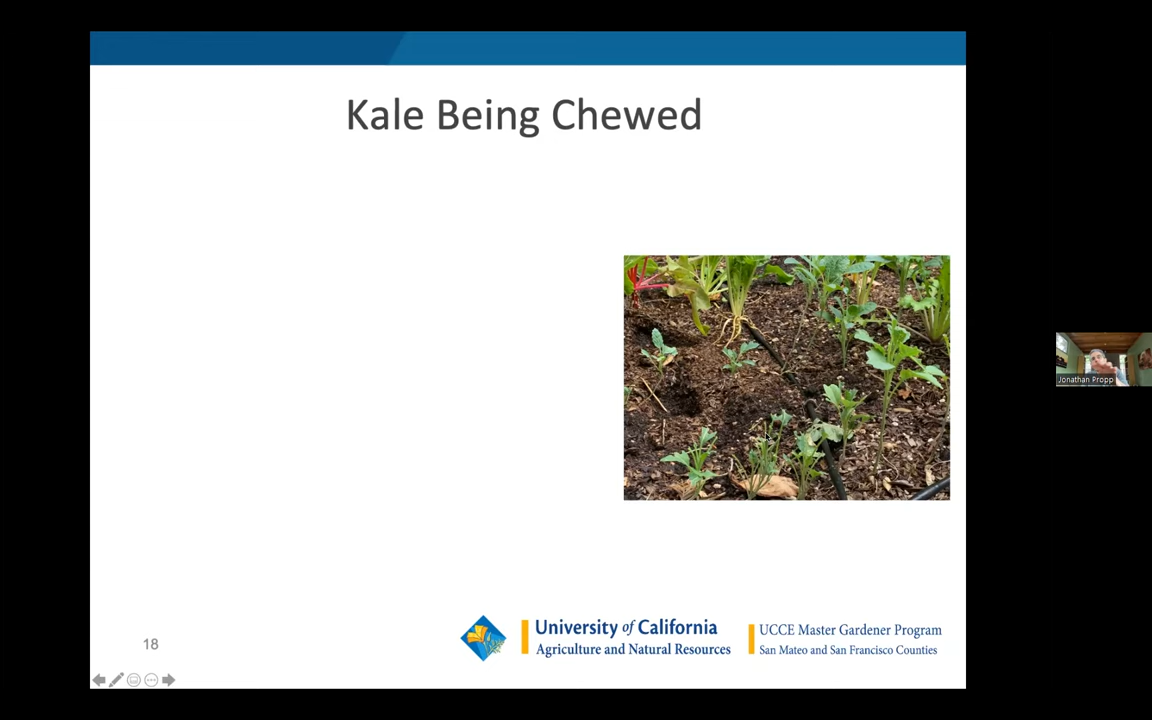 Kale Being Chewed
Jonathan Propp
University of California
Agriculture and Natural Resources
UCCE Master Gardener Program
San Mateo and San Francisco Counties
18